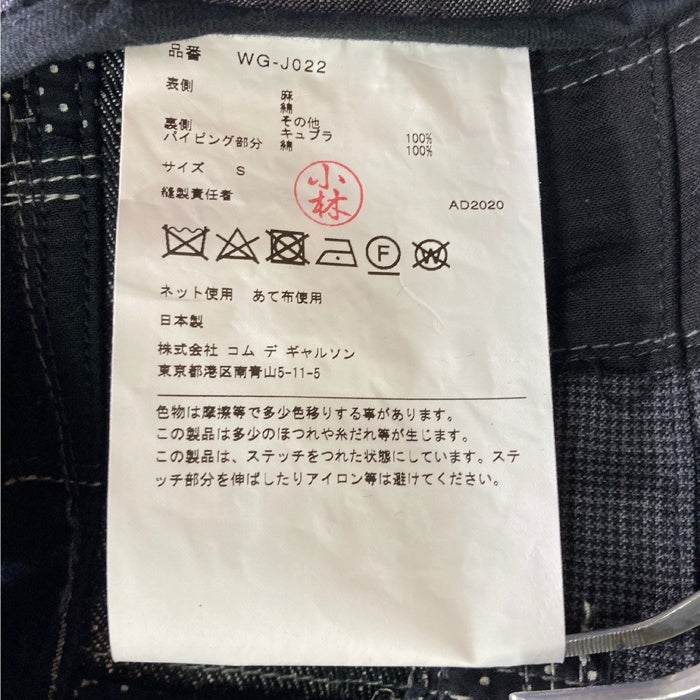 品番 WG-J022
表側 麻
綿
その他
裏側 キュプラ 100%
パイピング部分 綿 100%
サイズ S
縫製責任者 小林 AD2020
F W
ネット使用 あて布使用
日本製
株式会社 コム デ ギャルソン
東京都港区南青山5-11-5
色物は摩擦等で多少色移りする事があります。
この製品は多少のほつれや糸だれ等が生じます。
この製品は、ステッチをつれた状態にしています。ステ
ッチ部分を伸ばしたりアイロン等は避けてください。